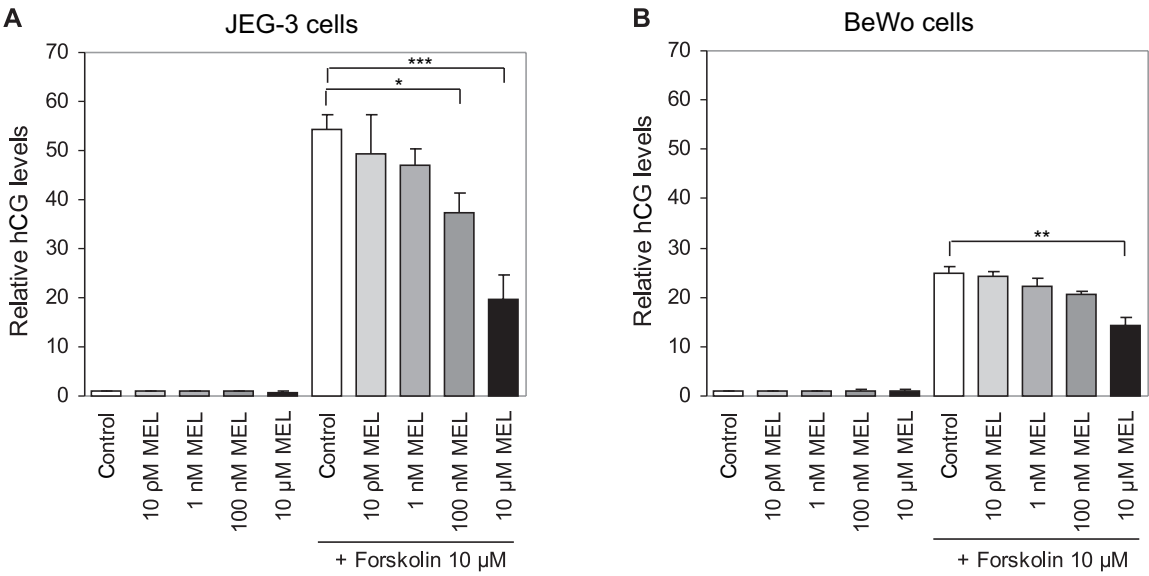 A
JEG-3 cells
Relative hCG levels
70
60
50
40
30
20
10
0
***
*
Control
10 ρM MEL
1 nM MEL
100 nM MEL
10 µM MEL
Control
10 ρM MEL
1 nM MEL
100 nM MEL
10 µM MEL
+ Forskolin 10 µM
B
BeWo cells
Relative hCG levels
70
60
50
40
30
20
10
0
**
Control
10 ρM MEL
1 nM MEL
100 nM MEL
10 µM MEL
Control
10 ρM MEL
1 nM MEL
100 nM MEL
10 µM MEL
+ Forskolin 10 µM